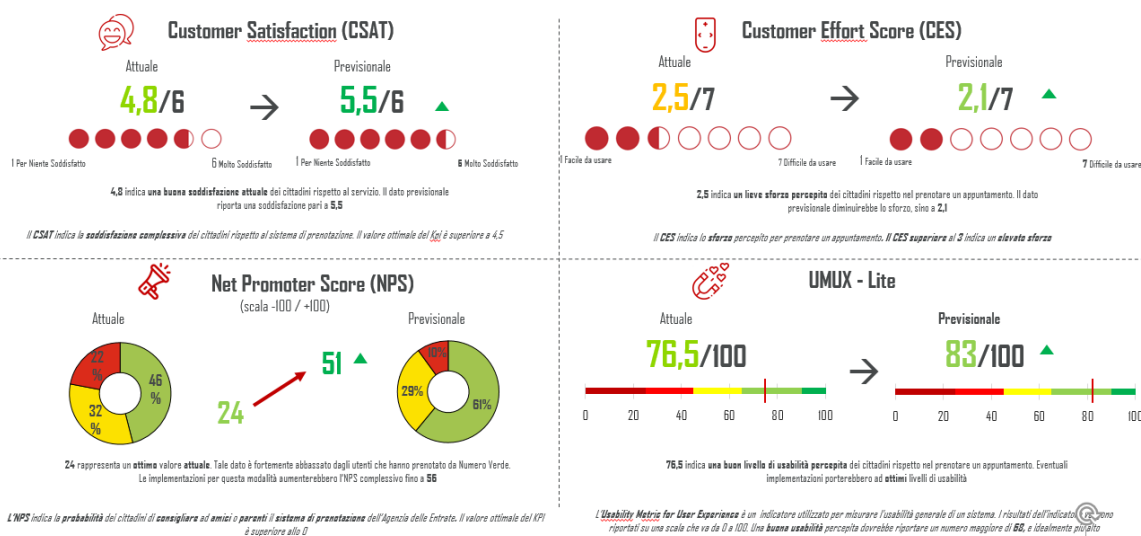 Customer Satisfaction (CSAT)
Attuale
Previsionale
4,8/6
5,5/6
1 Per Niente Soddisfatto
6 Molto Soddisfatto
1 Per Niente Soddisfatto
6 Molto Soddisfatto
4,8 indica una buona soddisfazione attuale dei cittadini rispetto al servizio. Il dato previsionale
riporta una soddisfazione pari a 5,5
Il CSAT indica la soddisfazione complessiva dei cittadini rispetto al sistema di prenotazione. Il valore ottimale del Kpi è superiore a 4,5
Customer Effort Score (CES)
Attuale
Previsionale
2,5/7
2,1/7
1 Facile da usare
7 Difficile da usare
1 Facile da usare
7 Difficile da usare
2,5 indica un lieve sforzo percepito dei cittadini rispetto nel prenotare un appuntamento. Il dato
previsionale diminuirebbe lo sforzo, sino a 2,1
Il CES indica lo sforzo percepito per prenotare un appuntamento. Il CES superiore al 3 indica un elevato sforzo
Net Promoter Score (NPS)
(scala -100 / +100)
Attuale
Previsionale
22
%
46
%
32
%
24
51
10%
29%
61%
24 rappresenta un ottimo valore attuale. Tale dato è fortemente abbassato dagli utenti che hanno prenotato da Numero Verde.
Le implementazioni per questa modalità aumenterebbero l'NPS complessivo fino a 56
L'NPS indica la probabilità dei cittadini di consigliare ad amici o parenti il sistema di prenotazione dell'Agenzia delle Entrate. Il valore ottimale del KPI
è superiore allo 0
UMUX - Lite
Attuale
Previsionale
76,5/100
83/100
0 20 40 60 80 100
0 20 40 60 80 100
76,5 indica una buon livello di usabilità percepita dei cittadini rispetto nel prenotare un appuntamento. Eventuali
implementazioni porterebbero ad ottimi livelli di usabilità
L'Usability Metric for User Experience è un indicatore utilizzato per misurare l'usabilità generale di un sistema. I risultati dell'indicatore
riportati su una scala che va da 0 a 100. Una buona usabilità percepita dovrebbe riportare un numero maggiore di 68, e idealmente più alto